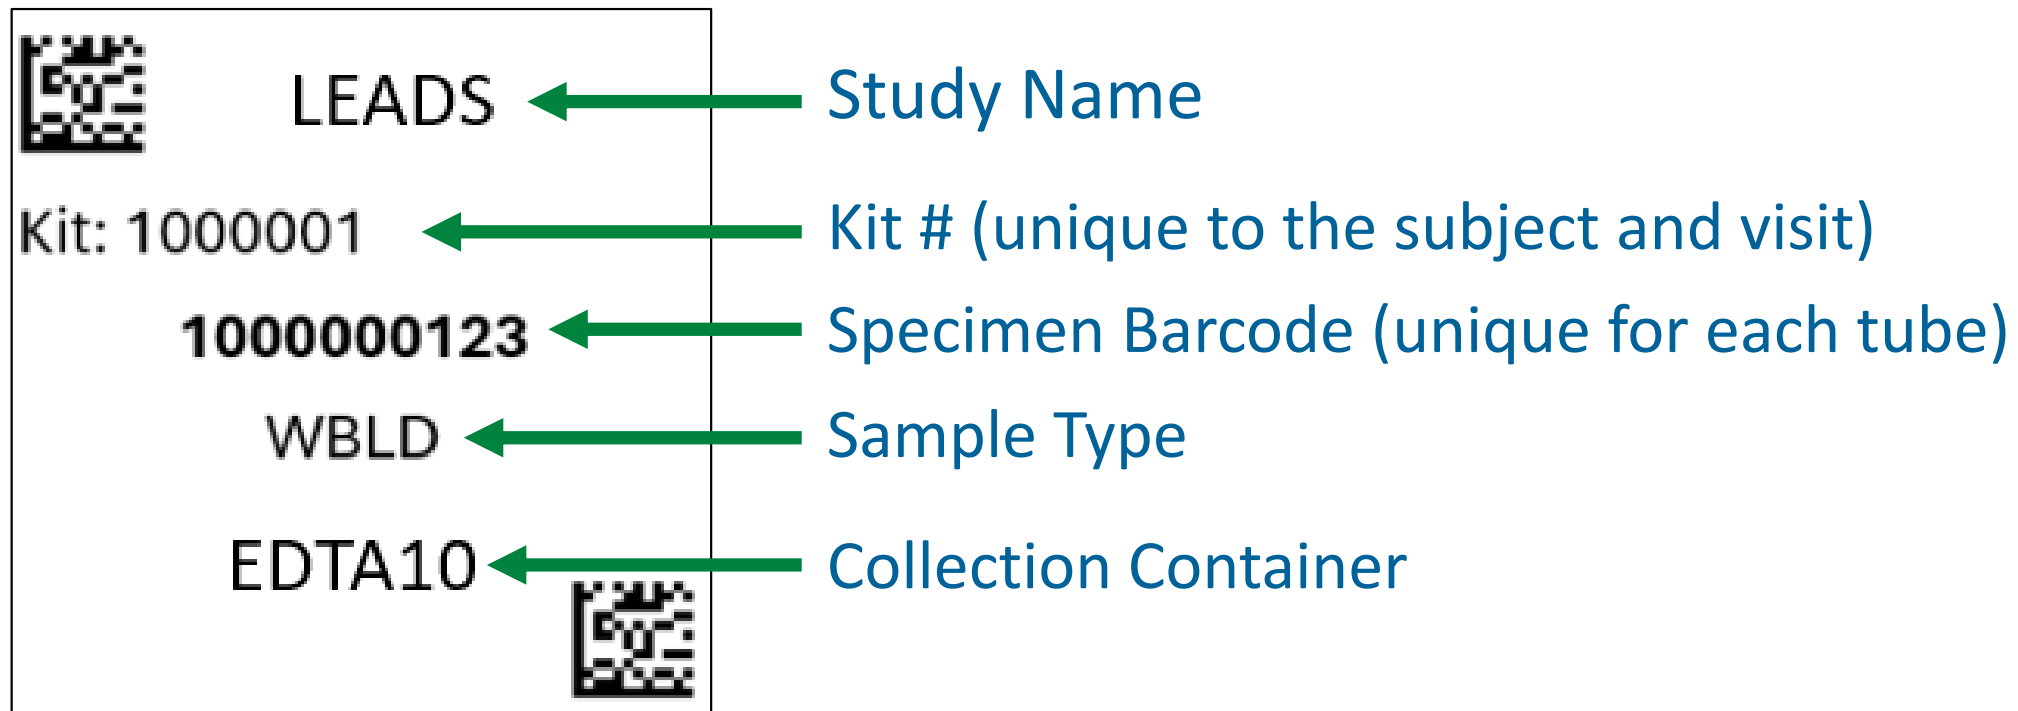 LEADS Study Name
Kit: 1000001 Kit # (unique to the subject and visit)
1000000123 Specimen Barcode (unique for each tube)
WBLD Sample Type
EDTA10 Collection Container